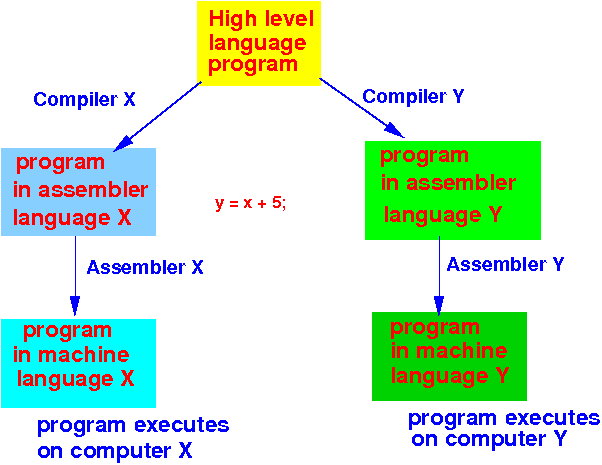 High level
language
program
Compiler X
Compiler Y
program
in assembler
language X
y = x + 5;
program
in assembler
language Y
Assembler X
Assembler Y
program
in machine
language X
program
in machine
language Y
program executes
on computer X
program executes
on computer Y